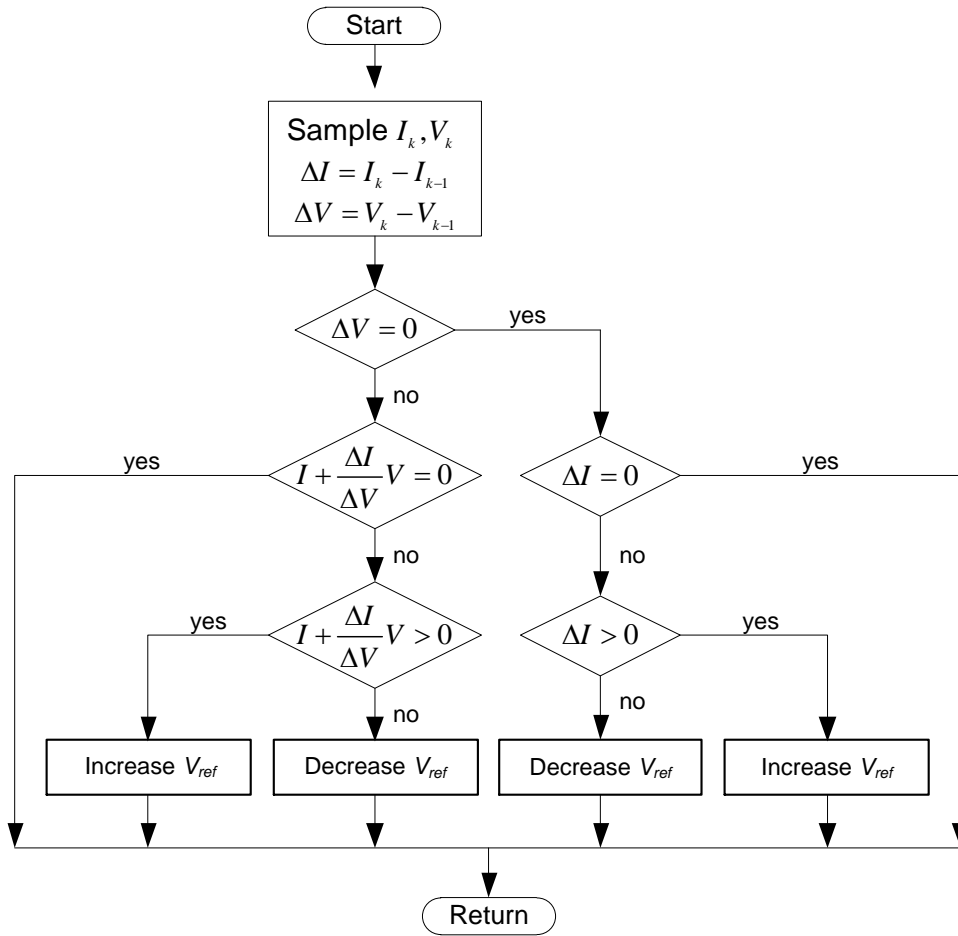 Start
Sample I_k, V_k
ΔI = I_k − I_{k−1}
ΔV = V_k − V_{k−1}
ΔV = 0
yes
no
yes
I + ΔI/ΔV V = 0
ΔI = 0
yes
no
no
yes
I + ΔI/ΔV V > 0
ΔI > 0
yes
no
no
Increase V_ref
Decrease V_ref
Decrease V_ref
Increase V_ref
Return